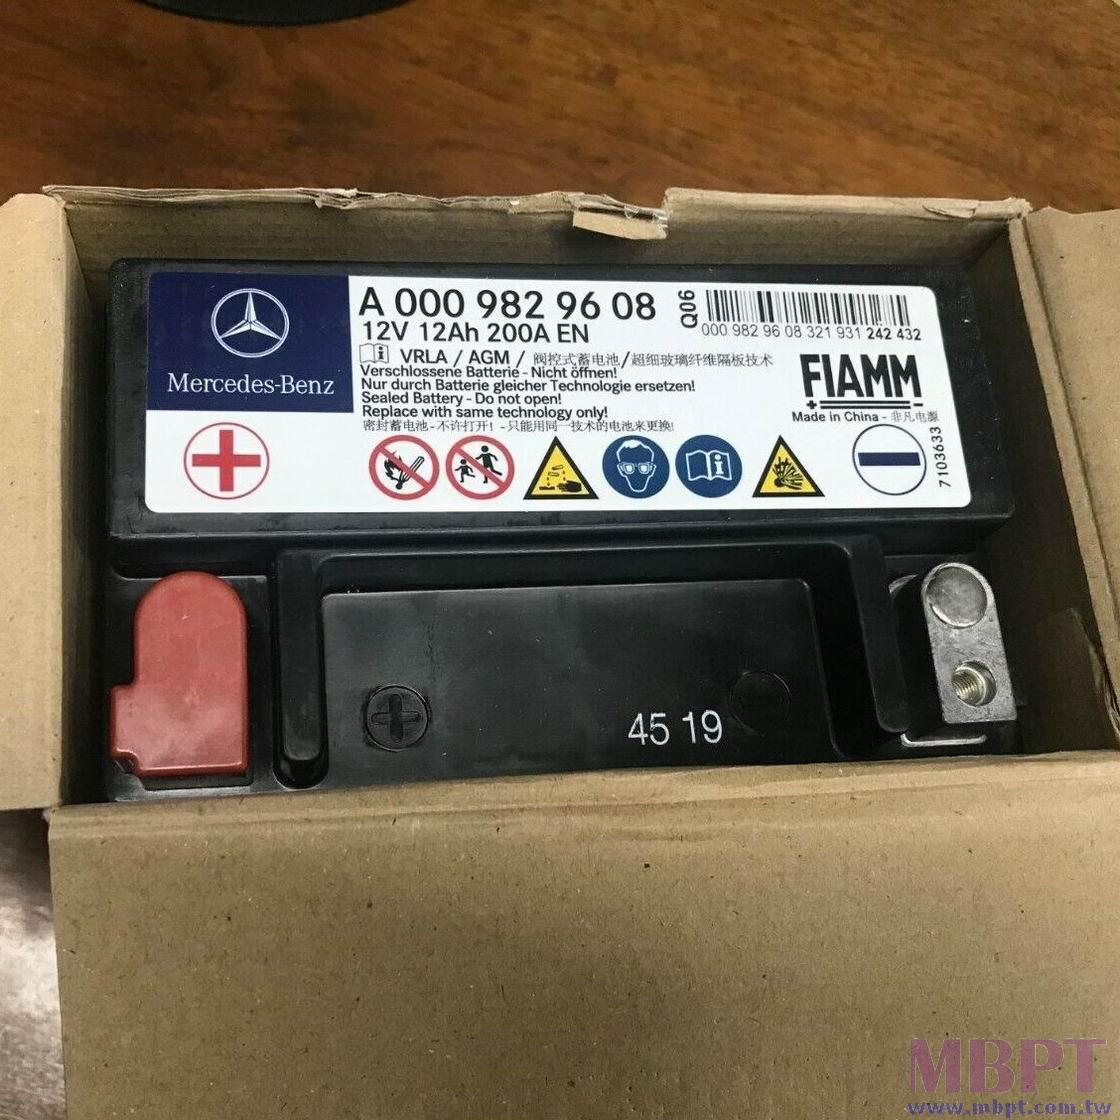 Mercedes-Benz
A 000 982 96 08
12V 12Ah 200A EN
VRLA / AGM / 阀控式蓄电池/超细玻璃纤维隔板技术
Verschlossene Batterie - Nicht öffnen!
Nur durch Batterie gleicher Technologie ersetzen!
Sealed Battery - Do not open!
Replace with same technology only!
密封蓄电池 - 不许打开! - 只能用同一技术的电池来更换!
Q06
000 982 96 08 321 931 242 432
FIAMM
Made in China - 非凡电源
7103633
45 19
MBPT
www.mbpt.com.tw